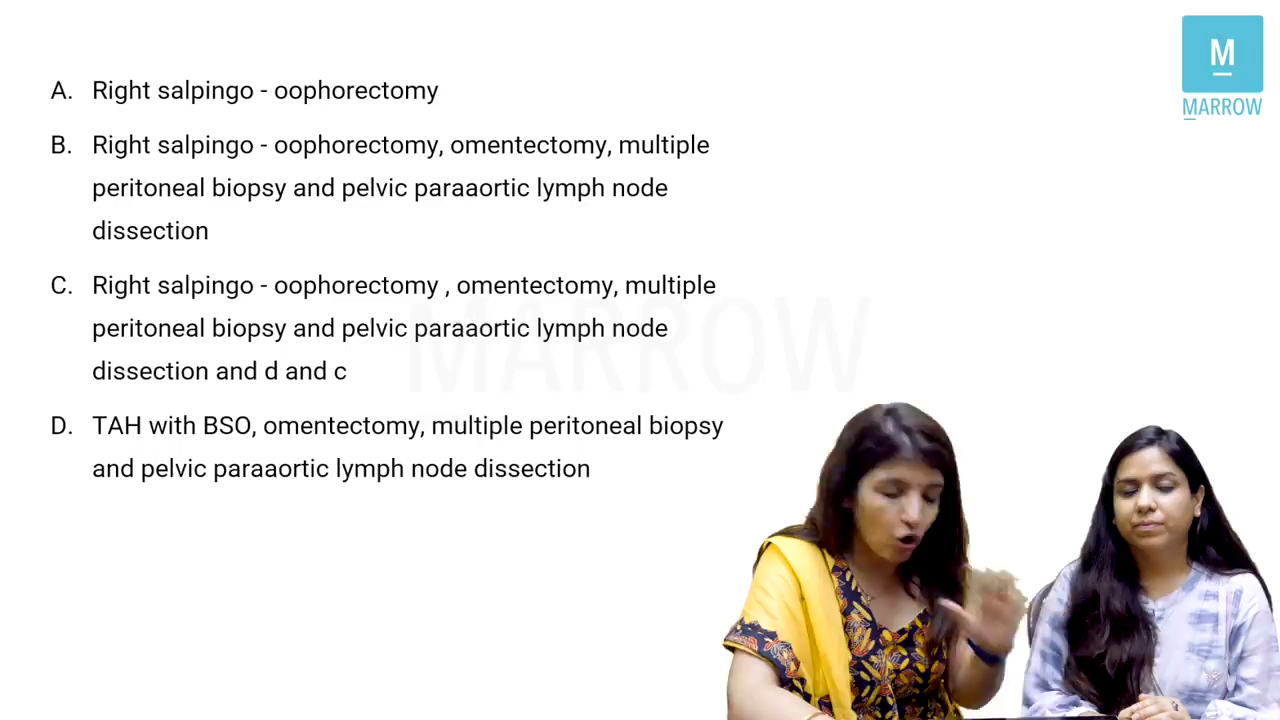 M
MARROW
A. Right salpingo - oophorectomy
B. Right salpingo - oophorectomy, omentectomy, multiple
peritoneal biopsy and pelvic paraaortic lymph node
dissection
C. Right salpingo - oophorectomy , omentectomy, multiple
peritoneal biopsy and pelvic paraaortic lymph node
dissection and d and c
D. TAH with BSO, omentectomy, multiple peritoneal biopsy
and pelvic paraaortic lymph node dissection
MARROW